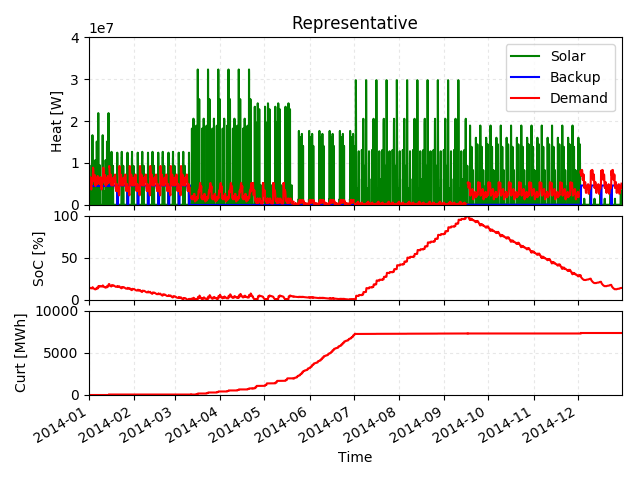 Representative
1e7
4
3
2
1
0
Heat [W]
Solar
Backup
Demand
100
50
0
SoC [%]
10000
5000
0
Curt [MWh]
2014-01
2014-02
2014-03
2014-04
2014-05
2014-06
2014-07
2014-08
2014-09
2014-10
2014-11
2014-12
Time